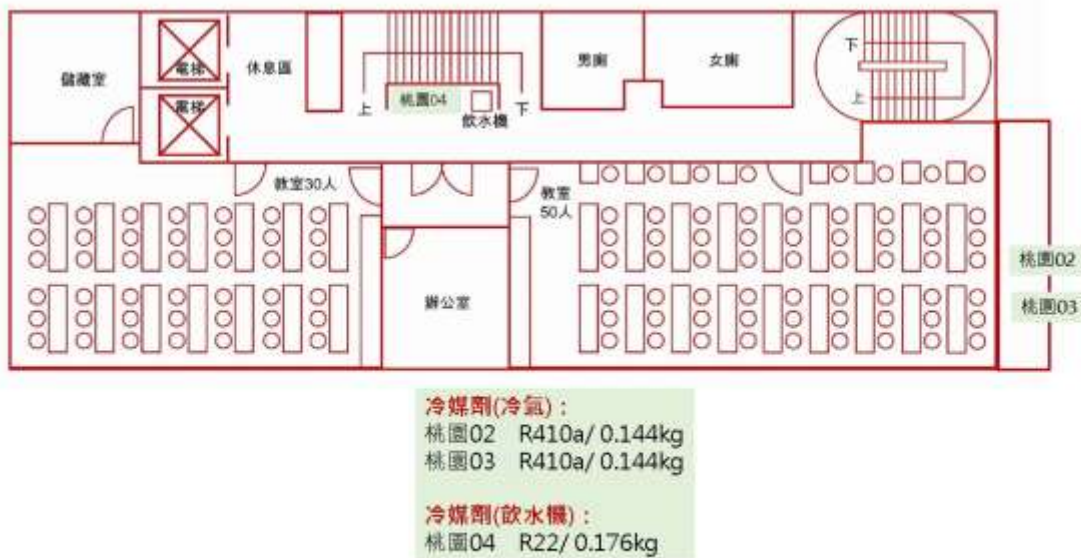 儲藏室
電梯
電梯
休息區
上
桃園04
飲水機
下
男廁
女廁
下
上
教室30人
教室
50人
辦公室
桃園02
桃園03
冷媒劑(冷氣)：
桃園02 R410a/ 0.144kg
桃園03 R410a/ 0.144kg
冷媒劑(飲水機)：
桃園04 R22/ 0.176kg